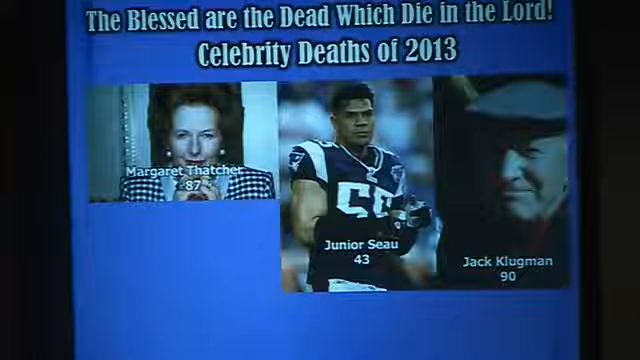 The Blessed are the Dead Which Die in the Lord!
Celebrity Deaths of 2013
Margaret Thatcher
87
55
Junior Seau
43
Jack Klugman
90